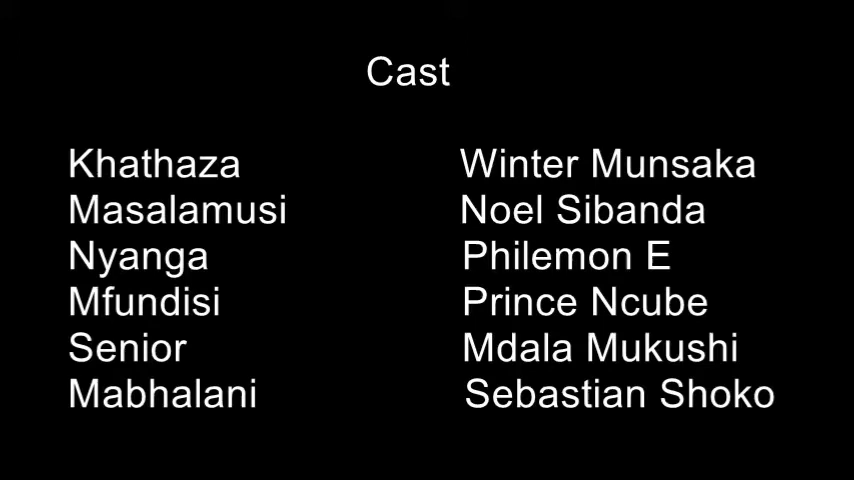 Cast
Khathaza Winter Munsaka
Masalamusi Noel Sibanda
Nyanga Philemon E
Mfundisi Prince Ncube
Senior Mdala Mukushi
Mabhalani Sebastian Shoko